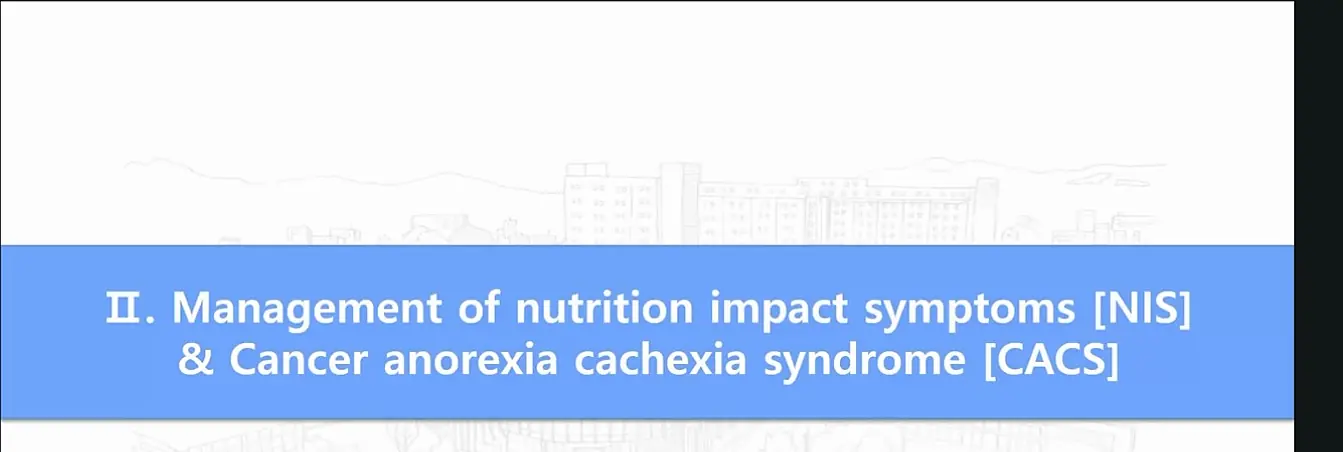 Ⅱ. Management of nutrition impact symptoms [NIS]
& Cancer anorexia cachexia syndrome [CACS]